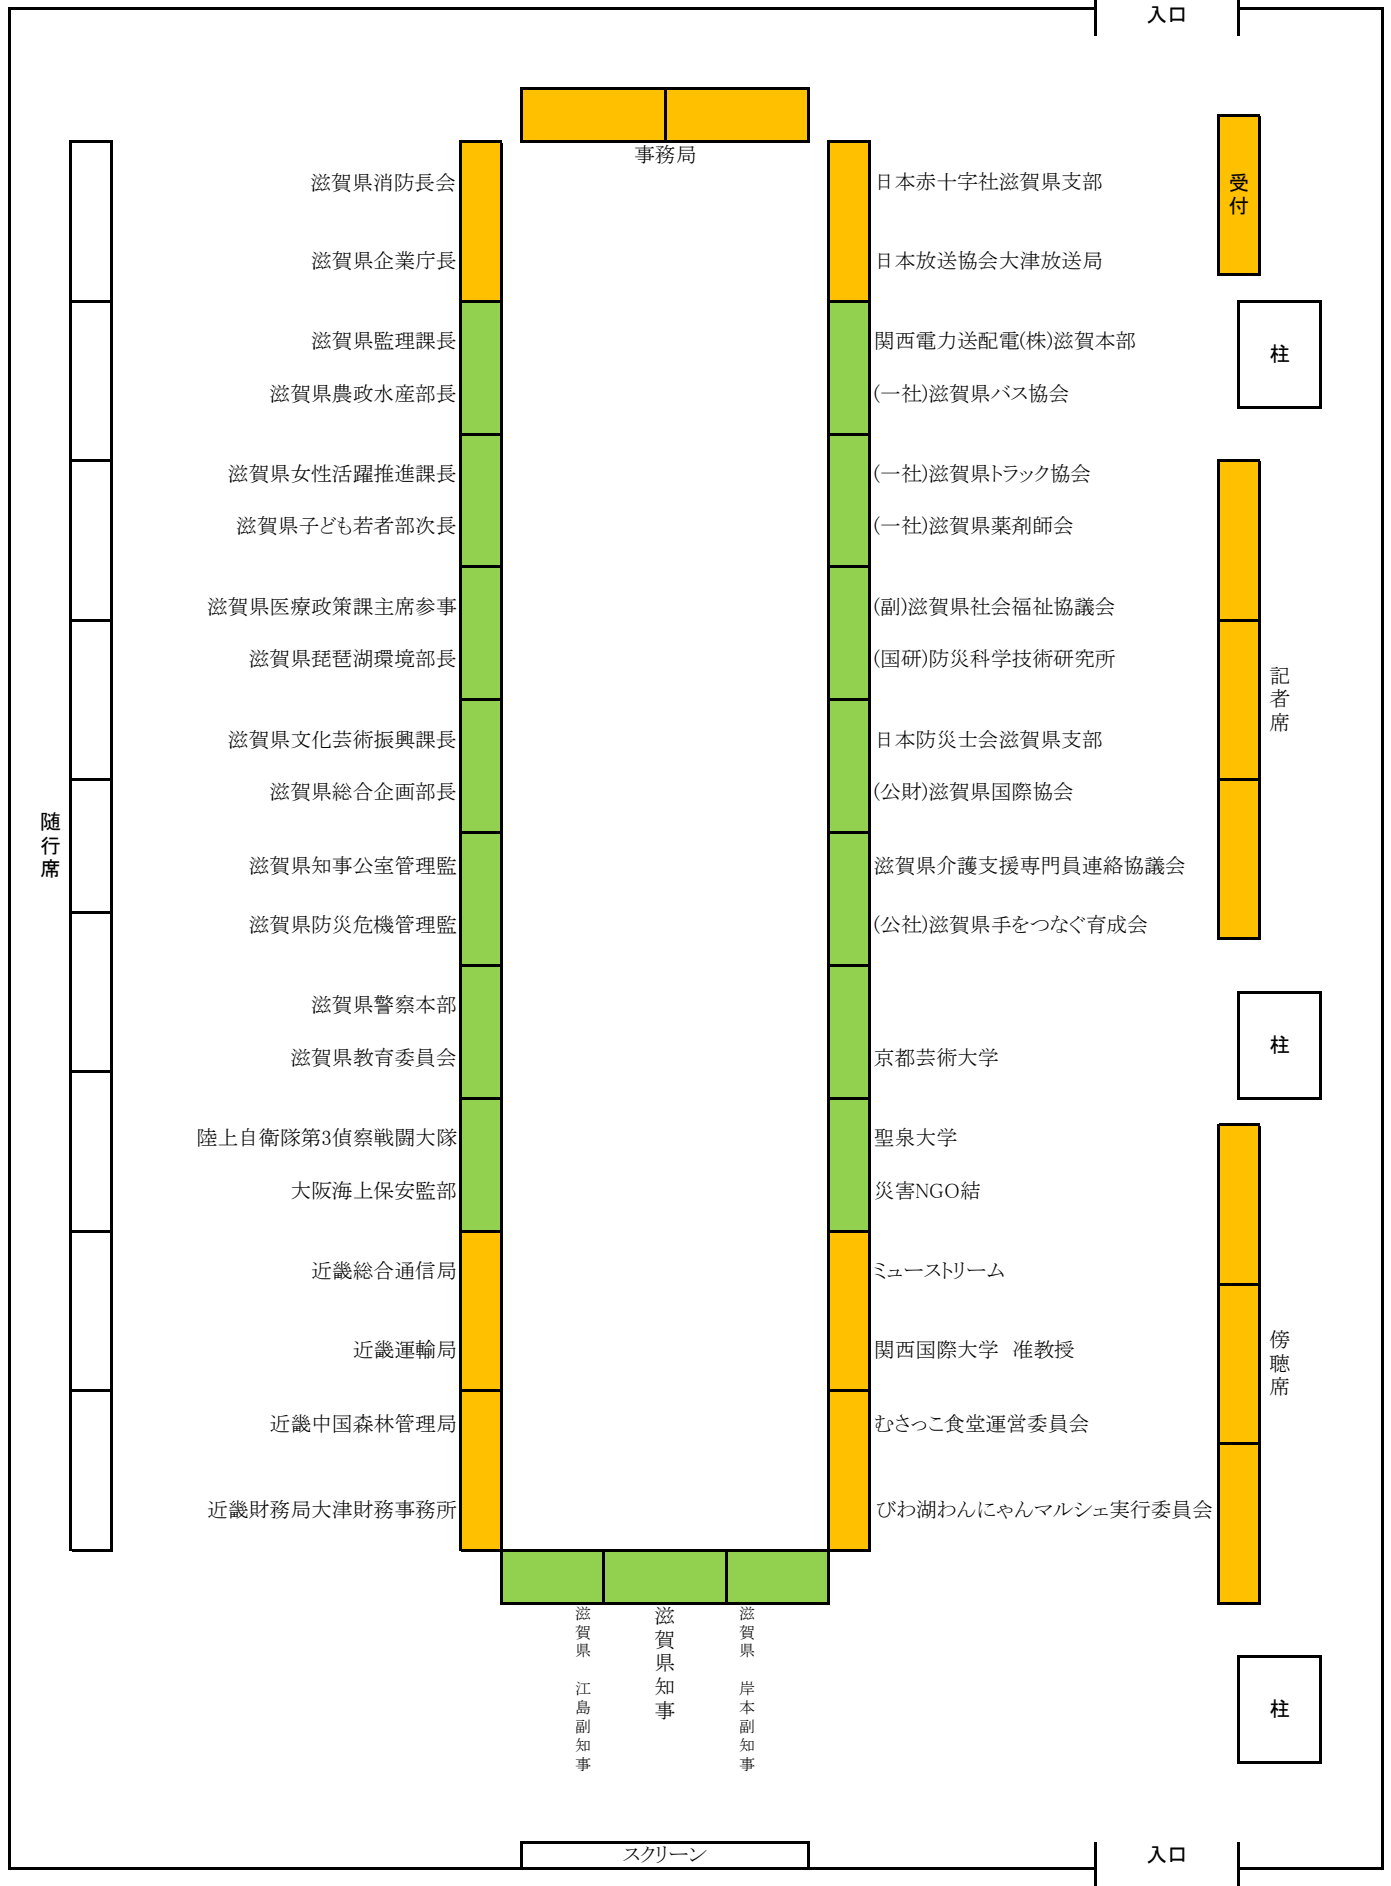 入口
事務局
滋賀県消防長会
滋賀県企業庁長
滋賀県監理課長
滋賀県農政水産部長
滋賀県女性活躍推進課長
滋賀県子ども若者部次長
滋賀県医療政策課主席参事
滋賀県琵琶湖環境部長
滋賀県文化芸術振興課長
滋賀県総合企画部長
滋賀県知事公室管理監
滋賀県防災危機管理監
滋賀県警察本部
滋賀県教育委員会
陸上自衛隊第3偵察戦闘大隊
大阪海上保安監部
近畿総合通信局
近畿運輸局
近畿中国森林管理局
近畿財務局大津財務事務所
日本赤十字社滋賀県支部
日本放送協会大津放送局
関西電力送配電(株)滋賀本部
(一社)滋賀県バス協会
(一社)滋賀県トラック協会
(一社)滋賀県薬剤師会
(副)滋賀県社会福祉協議会
(国研)防災科学技術研究所
日本防災士会滋賀県支部
(公財)滋賀県国際協会
滋賀県介護支援専門員連絡協議会
(公社)滋賀県手をつなぐ育成会
京都芸術大学
聖泉大学
災害NGO結
ミューストリーム
関西国際大学　准教授
むさっこ食堂運営委員会
びわ湖わんにゃんマルシェ実行委員会
受付
柱
記者席
柱
傍聴席
柱
随行席
滋賀県　江島副知事
滋賀県知事
滋賀県　岸本副知事
スクリーン
入口